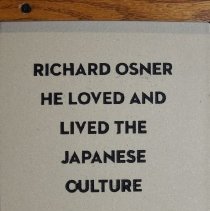 RICHARD OSNER
HE LOVED AND
LIVED THE
JAPANESE
CULTURE